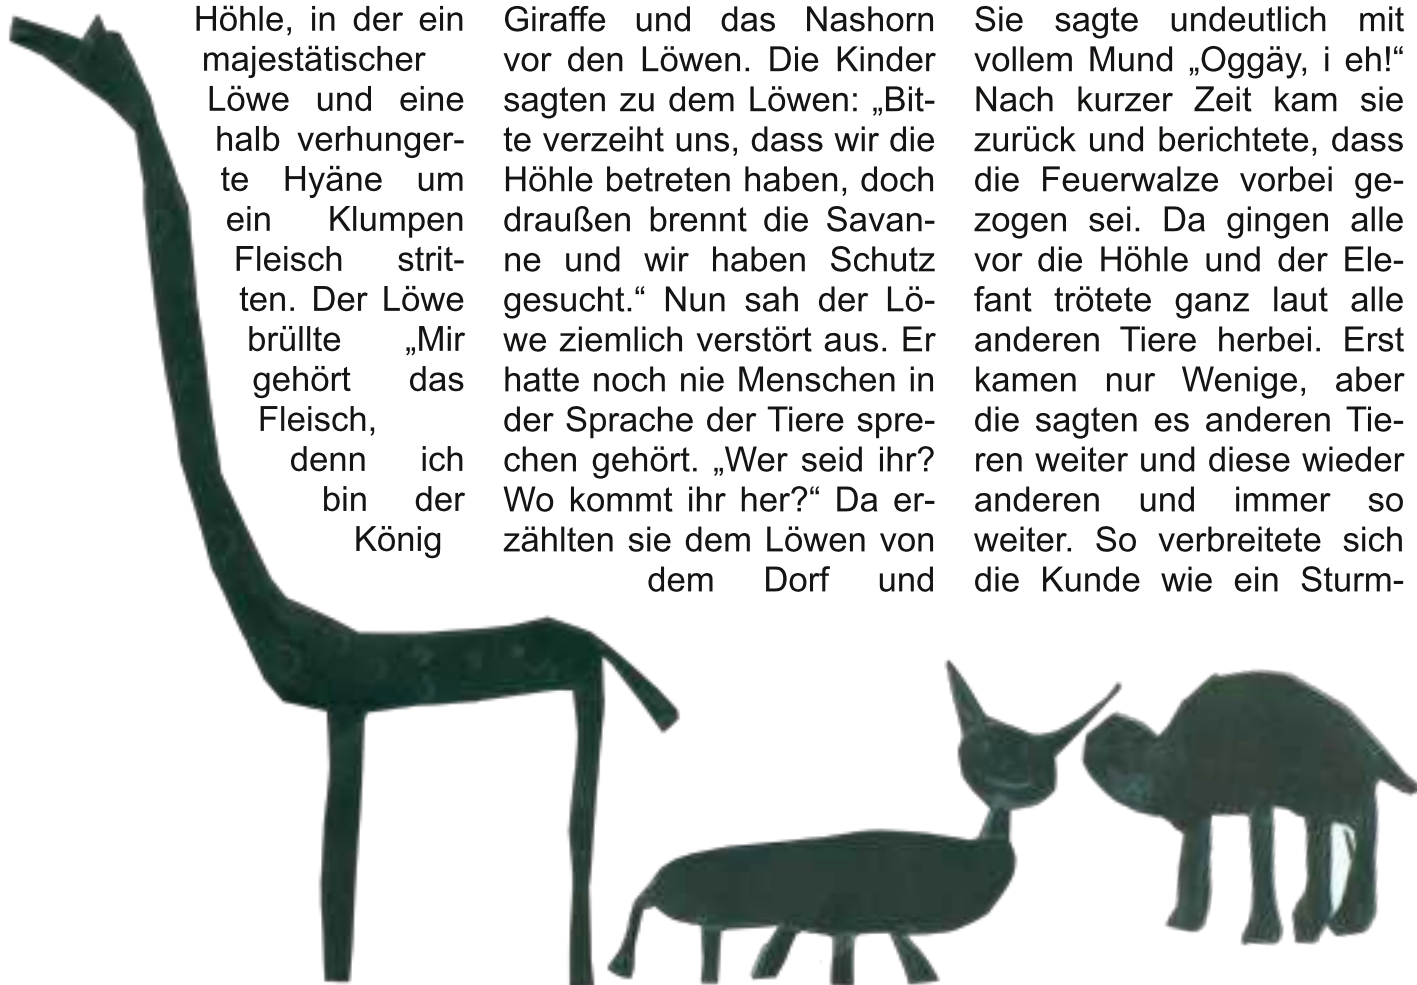 Höhle, in der ein
majestätischer
Löwe und eine
halb verhunger-
te Hyäne um
ein Klumpen
Fleisch strit-
ten. Der Löwe
brüllte „Mir
gehört das
Fleisch,
denn ich
bin der
König
Giraffe und das Nashorn
vor den Löwen. Die Kinder
sagten zu dem Löwen: „Bit-
te verzeiht uns, dass wir die
Höhle betreten haben, doch
draußen brennt die Savan-
ne und wir haben Schutz
gesucht.“ Nun sah der Lö-
we ziemlich verstört aus. Er
hatte noch nie Menschen in
der Sprache der Tiere spre-
chen gehört. „Wer seid ihr?
Wo kommt ihr her?“ Da er-
zählten sie dem Löwen von
dem Dorf und
Sie sagte undeutlich mit
vollem Mund „Oggäy, i eh!“
Nach kurzer Zeit kam sie
zurück und berichtete, dass
die Feuerwalze vorbei ge-
zogen sei. Da gingen alle
vor die Höhle und der Ele-
fant trötete ganz laut alle
anderen Tiere herbei. Erst
kamen nur Wenige, aber
die sagten es anderen Tie-
ren weiter und diese wieder
anderen und immer so
weiter. So verbreitete sich
die Kunde wie ein Sturm-